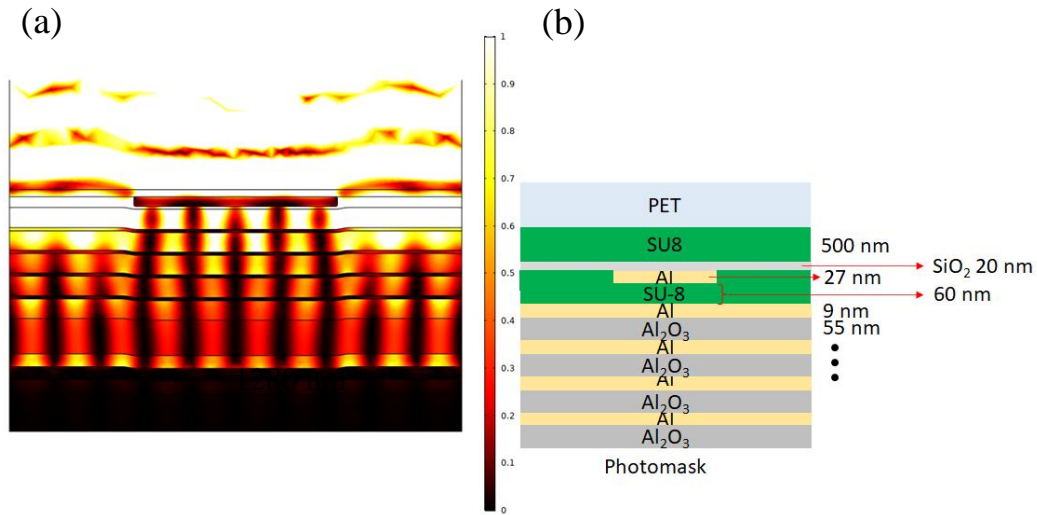 (a)
(b)
1
0.9
0.8
0.7
0.6
0.5
0.4
0.3
0.2
0.1
0
PET
SU8
500 nm
SiO₂ 20 nm
Al
27 nm
SU-8
60 nm
Al
9 nm
Al₂O₃
55 nm
Al
Al₂O₃
Al
Al₂O₃
Al
Al₂O₃
Photomask